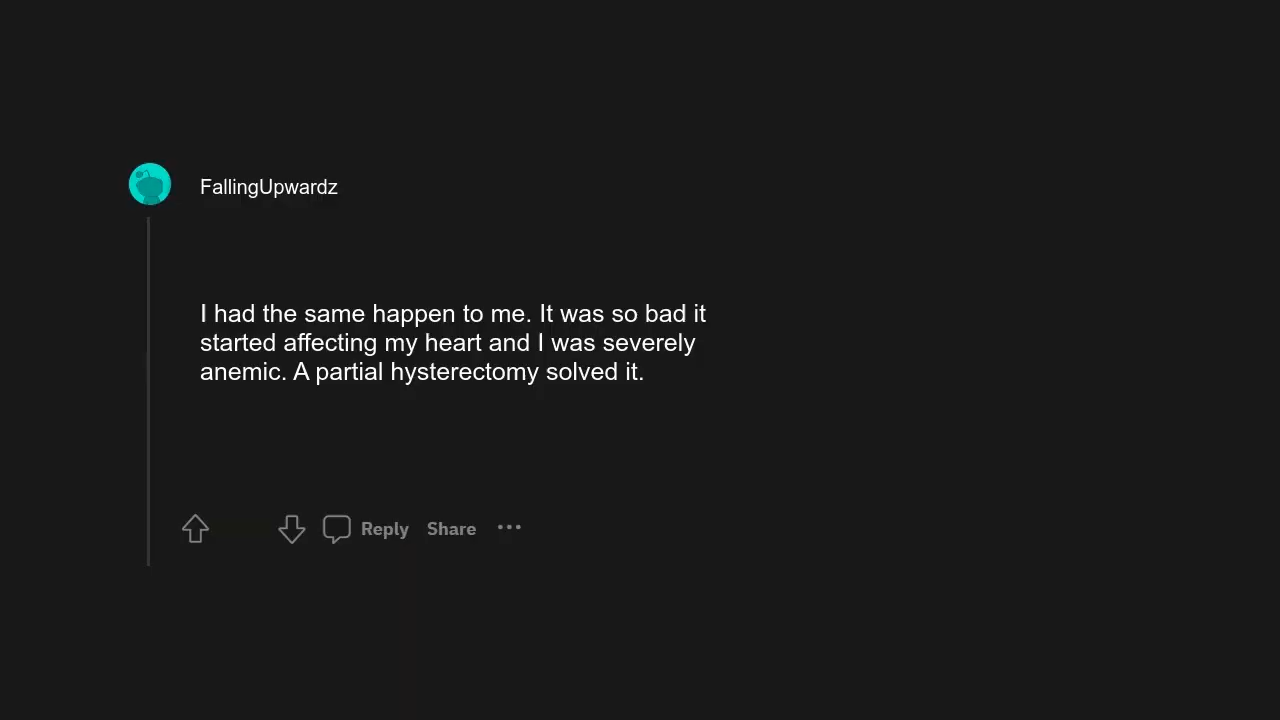 FallingUpwardz
I had the same happen to me. It was so bad it
started affecting my heart and I was severely
anemic. A partial hysterectomy solved it.
Reply Share